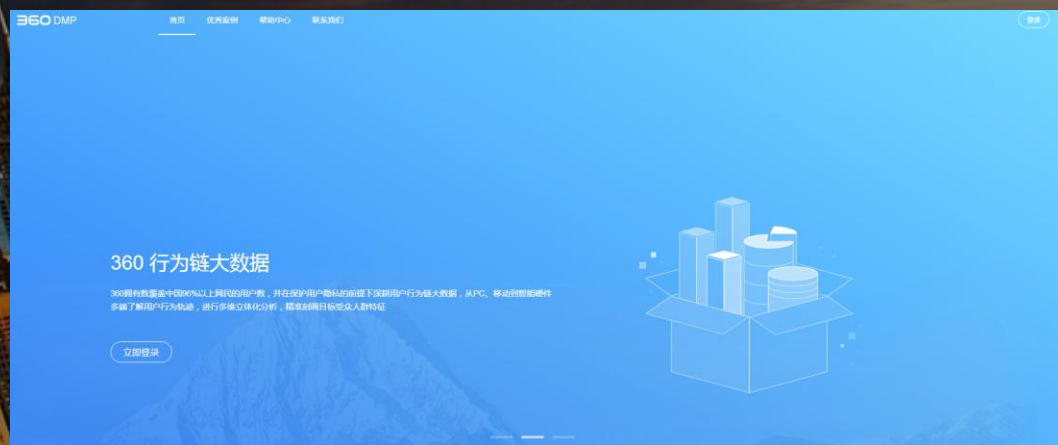 360 DMP
首页
优秀案例
帮助中心
联系我们
登录
360 行为链大数据
360拥有数覆盖中国96%以上网民的用户数，并在保护用户隐私的前提下深耕用户行为链大数据，从PC、移动到智能硬件
多端了解用户行为轨迹，进行多维立体化分析，精准刻画目标受众人群特征
立即登录